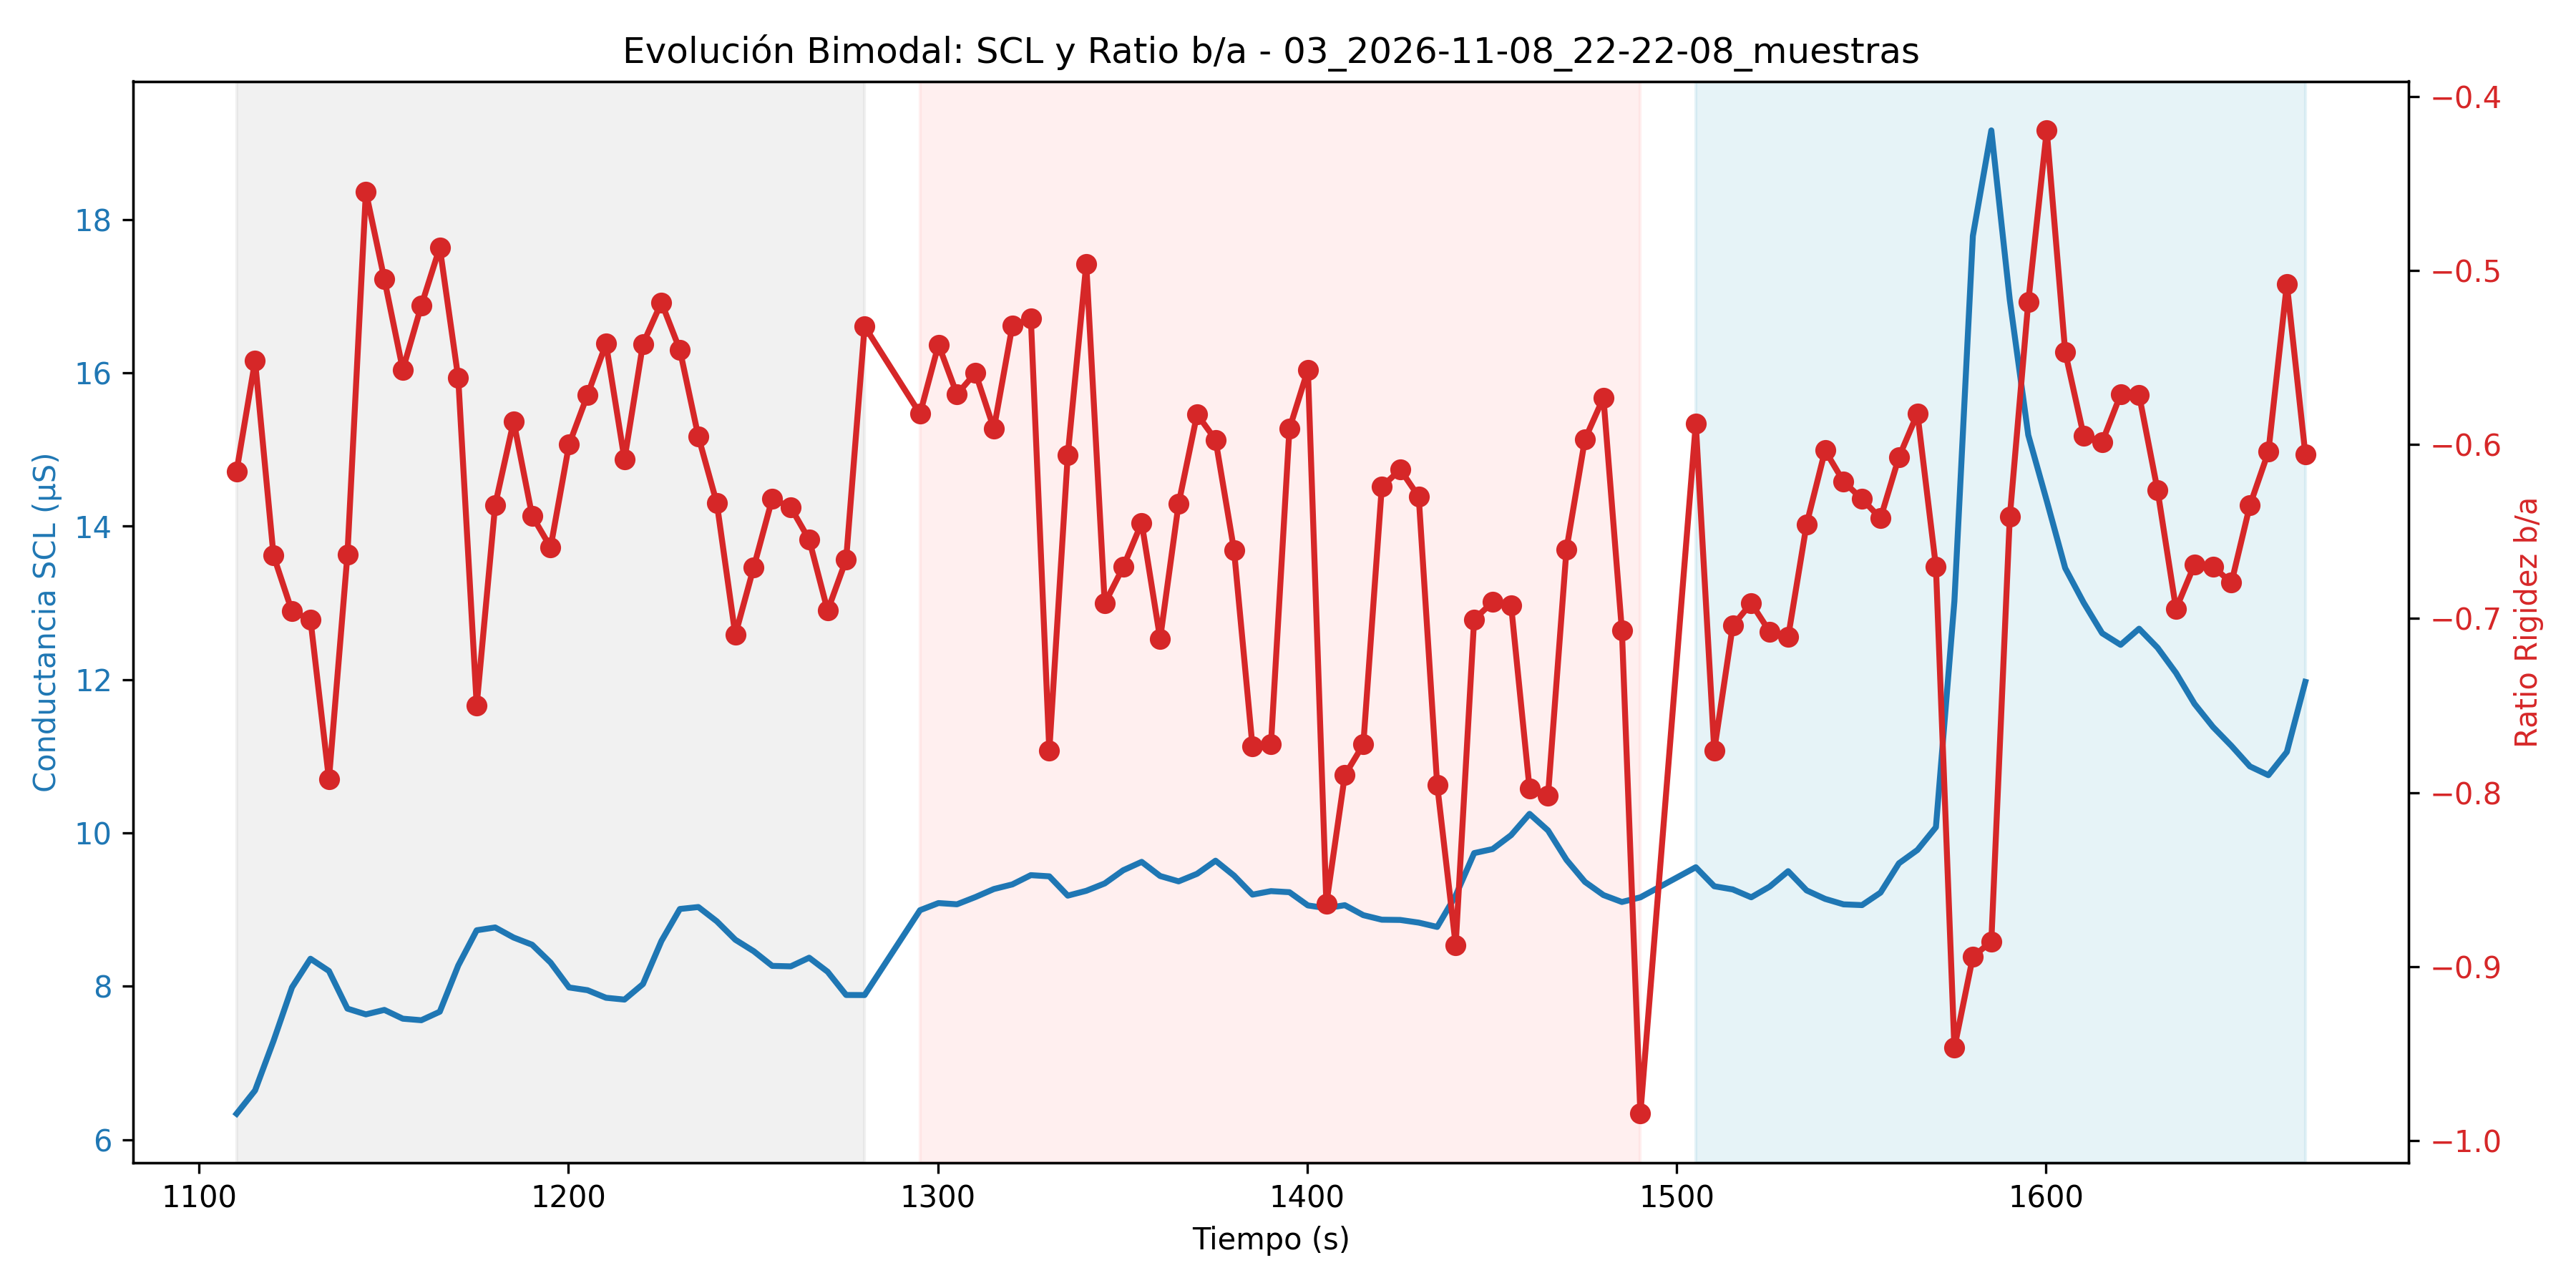 Evolución Bimodal: SCL y Ratio b/a - 03_2026-11-08_22-22-08_muestras
Conductancia SCL (µS)
18
16
14
12
10
8
6
−0.4
−0.5
−0.6
−0.7
−0.8
−0.9
−1.0
Ratio Rigidez b/a
1100 1200 1300 1400 1500 1600
Tiempo (s)